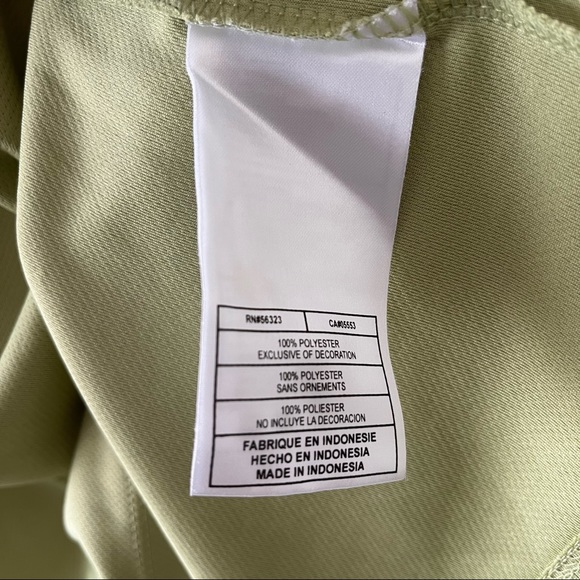 RN#56323 CA#05553
100% POLYESTER
EXCLUSIVE OF DECORATION
100% POLYESTER
SANS ORNEMENTS
100% POLIESTER
NO INCLUYE LA DECORACION
FABRIQUE EN INDONESIE
HECHO EN INDONESIA
MADE IN INDONESIA